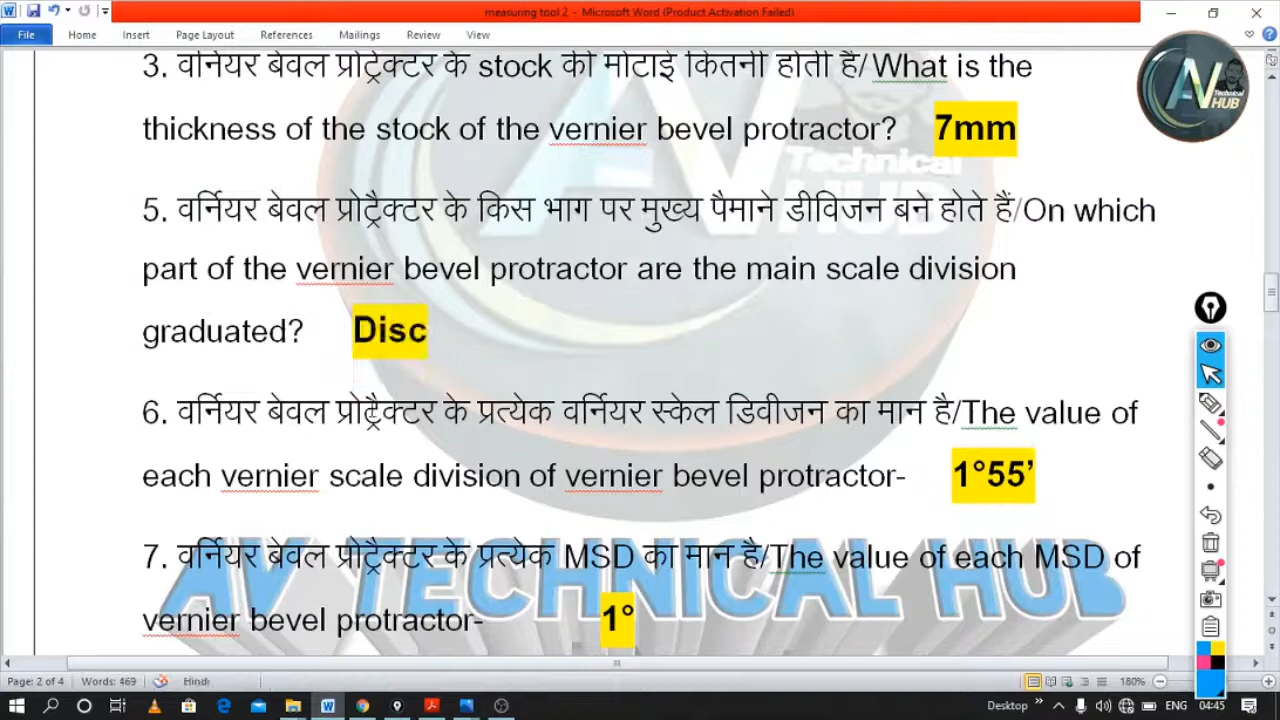 measuring tool 2 - Microsoft Word (Product Activation Failed)
File Home Insert Page Layout References Mailings Review View
3. वर्नियर बेवल प्रोट्रेक्टर के stock की मोटाई कितनी होती है/What is the
thickness of the stock of the vernier bevel protractor? 7mm
5. वर्नियर बेवल प्रोट्रैक्टर के किस भाग पर मुख्य पैमाने डीविजन बने होते हैं/On which
part of the vernier bevel protractor are the main scale division
graduated? Disc
6. वर्नियर बेवल प्रोट्रैक्टर के प्रत्येक वर्नियर स्केल डिवीजन का मान है/The value of
each vernier scale division of vernier bevel protractor- 1°55’
7. वर्नियर बेवल प्रोट्रैक्टर के प्रत्येक MSD का मान है/The value of each MSD of
vernier bevel protractor- 1°
AV Technical HUB
Technical
HUB
AV TECHNICAL HUB
Page: 2 of 4 Words: 469 Hindi 180%
Desktop ENG 04:45